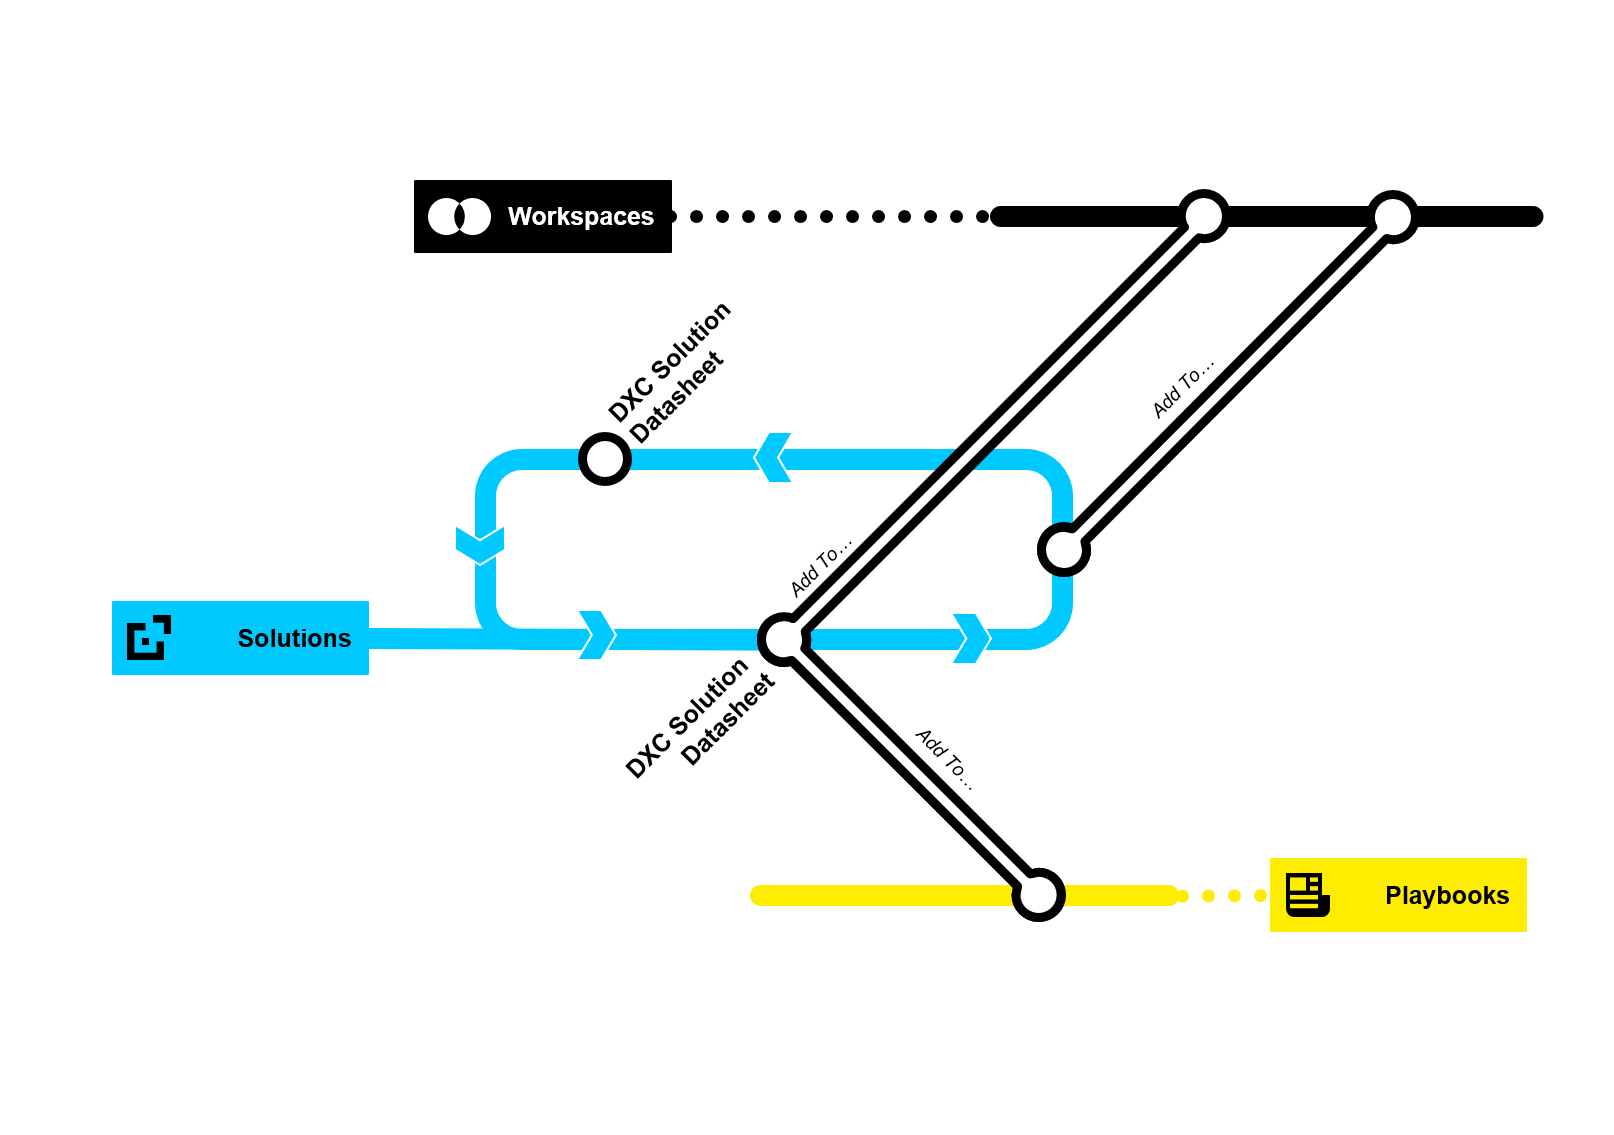 Workspaces
DXC Solution
Datasheet
Add To...
Add To...
Solutions
DXC Solution
Datasheet
Add To...
Playbooks